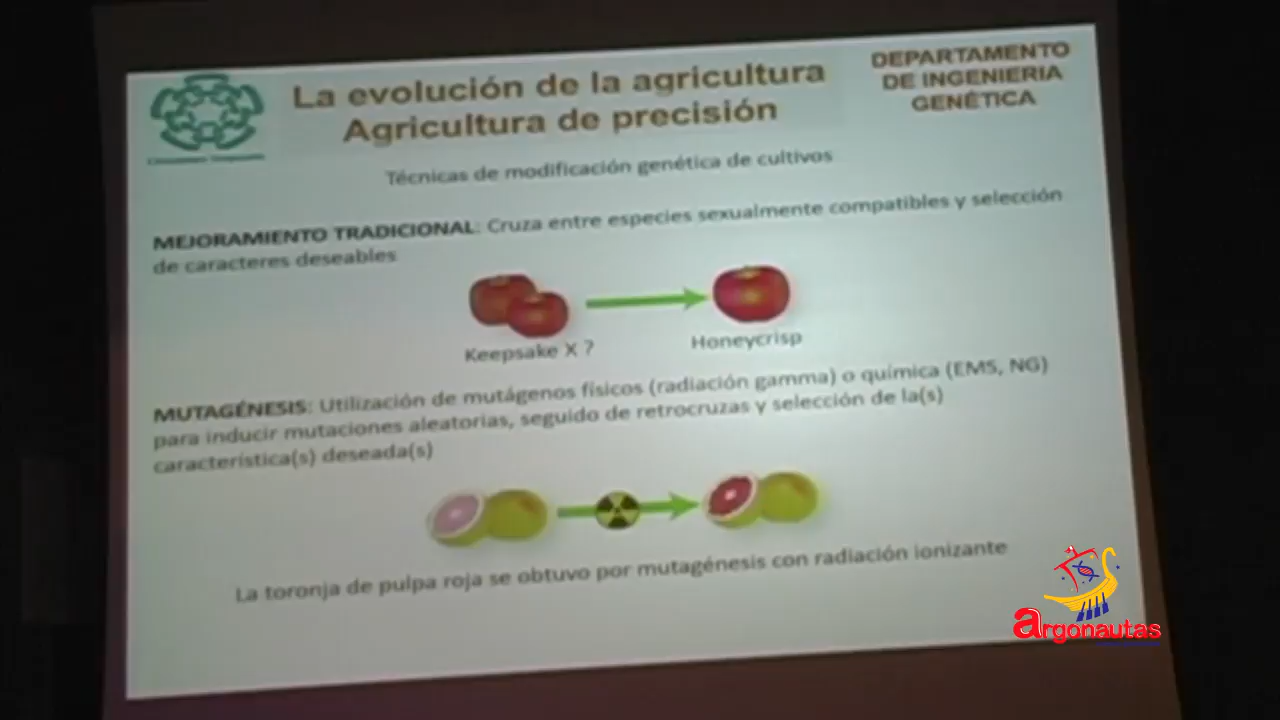 La evolución de la agricultura
Agricultura de precisión
DEPARTAMENTO
DE INGENIERIA
GENÉTICA
Técnicas de modificación genética de cultivos
MEJORAMIENTO TRADICIONAL: Cruza entre especies sexualmente compatibles y selección
de caracteres deseables
Keepsake X ?
Honeycrisp
MUTAGÉNESIS: Utilización de mutágenos físicos (radiación gamma) o química (EMS, NG)
para inducir mutaciones aleatorias, seguido de retrocruzas y selección de la(s)
característica(s) deseada(s)
La toronja de pulpa roja se obtuvo por mutagénesis con radiación ionizante
argonautas